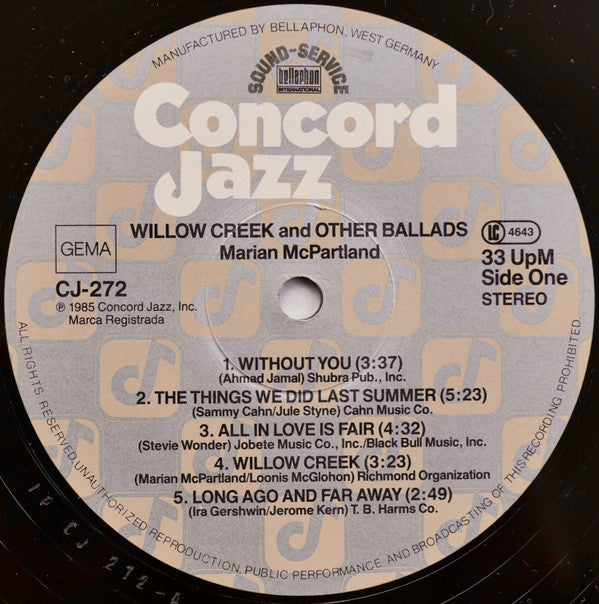 MANUFACTURED BY BELLAPHON, WEST GERMANY
SOUND-SERVICE
bellaphon
INTERNATIONAL
Concord
Jazz
WILLOW CREEK and OTHER BALLADS
Marian McPartland
GEMA
CJ-272
℗ 1985 Concord Jazz, Inc.
Marca Registrada
LC 4643
33 UpM
Side One
STEREO
1. WITHOUT YOU (3:37)
(Ahmad Jamal) Shubra Pub., Inc.
2. THE THINGS WE DID LAST SUMMER (5:23)
(Sammy Cahn/Jule Styne) Cahn Music Co.
3. ALL IN LOVE IS FAIR (4:32)
(Stevie Wonder) Jobete Music Co., Inc./Black Bull Music, Inc.
4. WILLOW CREEK (3:23)
(Marian McPartland/Loonis McGlohon) Richmond Organization
5. LONG AGO AND FAR AWAY (2:49)
(Ira Gershwin/Jerome Kern) T. B. Harms Co.
ALL RIGHTS RESERVED, UNAUTHORIZED REPRODUCTION, PUBLIC PERFORMANCE AND BROADCASTING OF THIS RECORDING PROHIBITED.
CJ 272-A